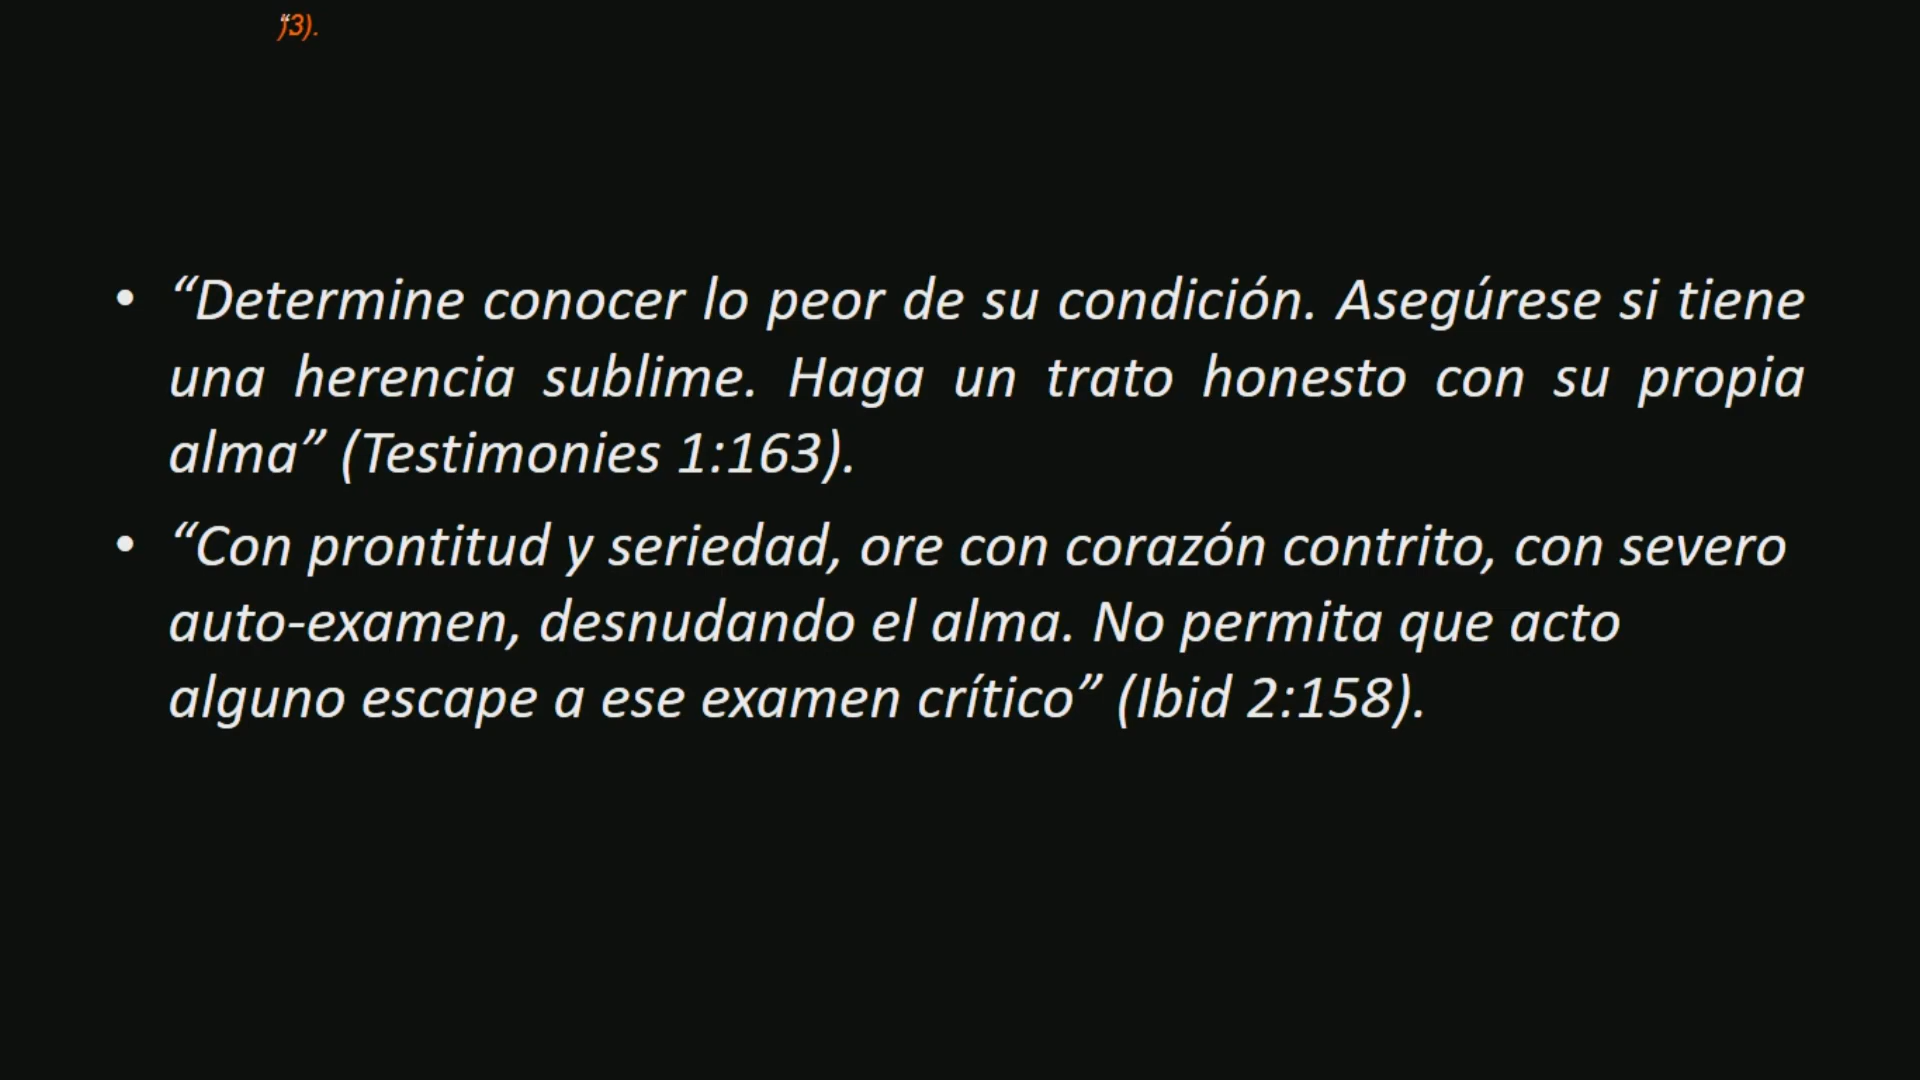 “)3).
• “Determine conocer lo peor de su condición. Asegúrese si tiene
una herencia sublime. Haga un trato honesto con su propia
alma” (Testimonies 1:163).
• “Con prontitud y seriedad, ore con corazón contrito, con severo
auto-examen, desnudando el alma. No permita que acto
alguno escape a ese examen crítico” (Ibid 2:158).